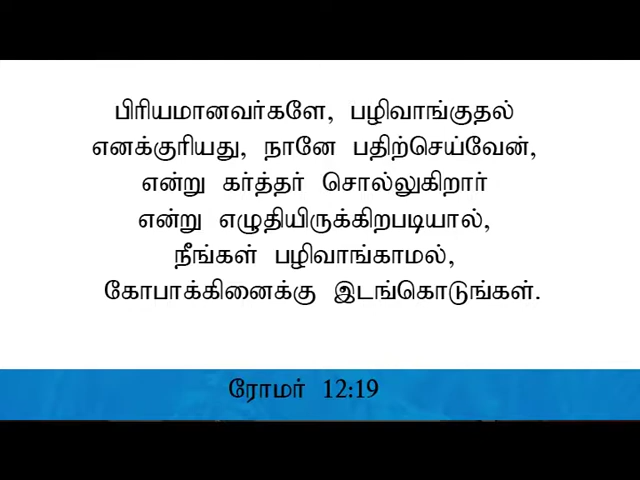 பிரியமானவர்களே, பழிவாங்குதல்
எனக்குரியது, நானே பதிற்செய்வேன்,
என்று கர்த்தர் சொல்லுகிறார்
என்று எழுதியிருக்கிறபடியால்,
நீங்கள் பழிவாங்காமல்,
கோபாக்கினைக்கு இடங்கொடுங்கள்.
ரோமர் 12:19